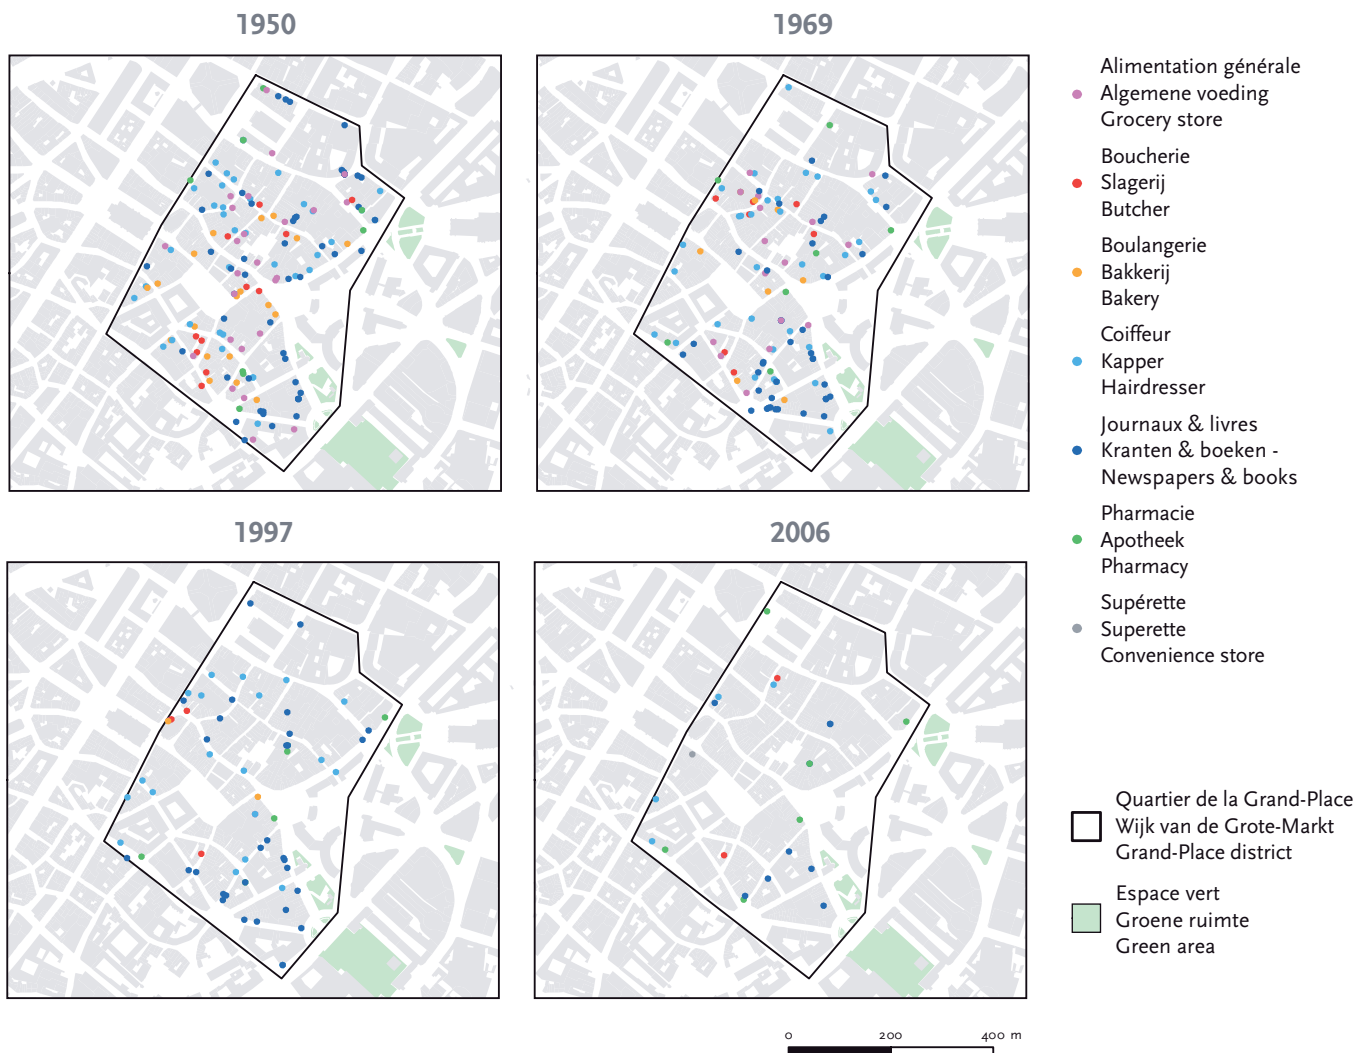 1950
1969
Alimentation générale
Algemene voeding
Grocery store
Boucherie
Slagerij
Butcher
Boulangerie
Bakkerij
Bakery
Coiffeur
Kapper
Hairdresser
Journaux & livres
Kranten & boeken -
Newspapers & books
Pharmacie
Apotheek
Pharmacy
Supérette
Superette
Convenience store
1997
2006
Quartier de la Grand-Place
Wijk van de Grote-Markt
Grand-Place district
Espace vert
Groene ruimte
Green area
0 200 400 m